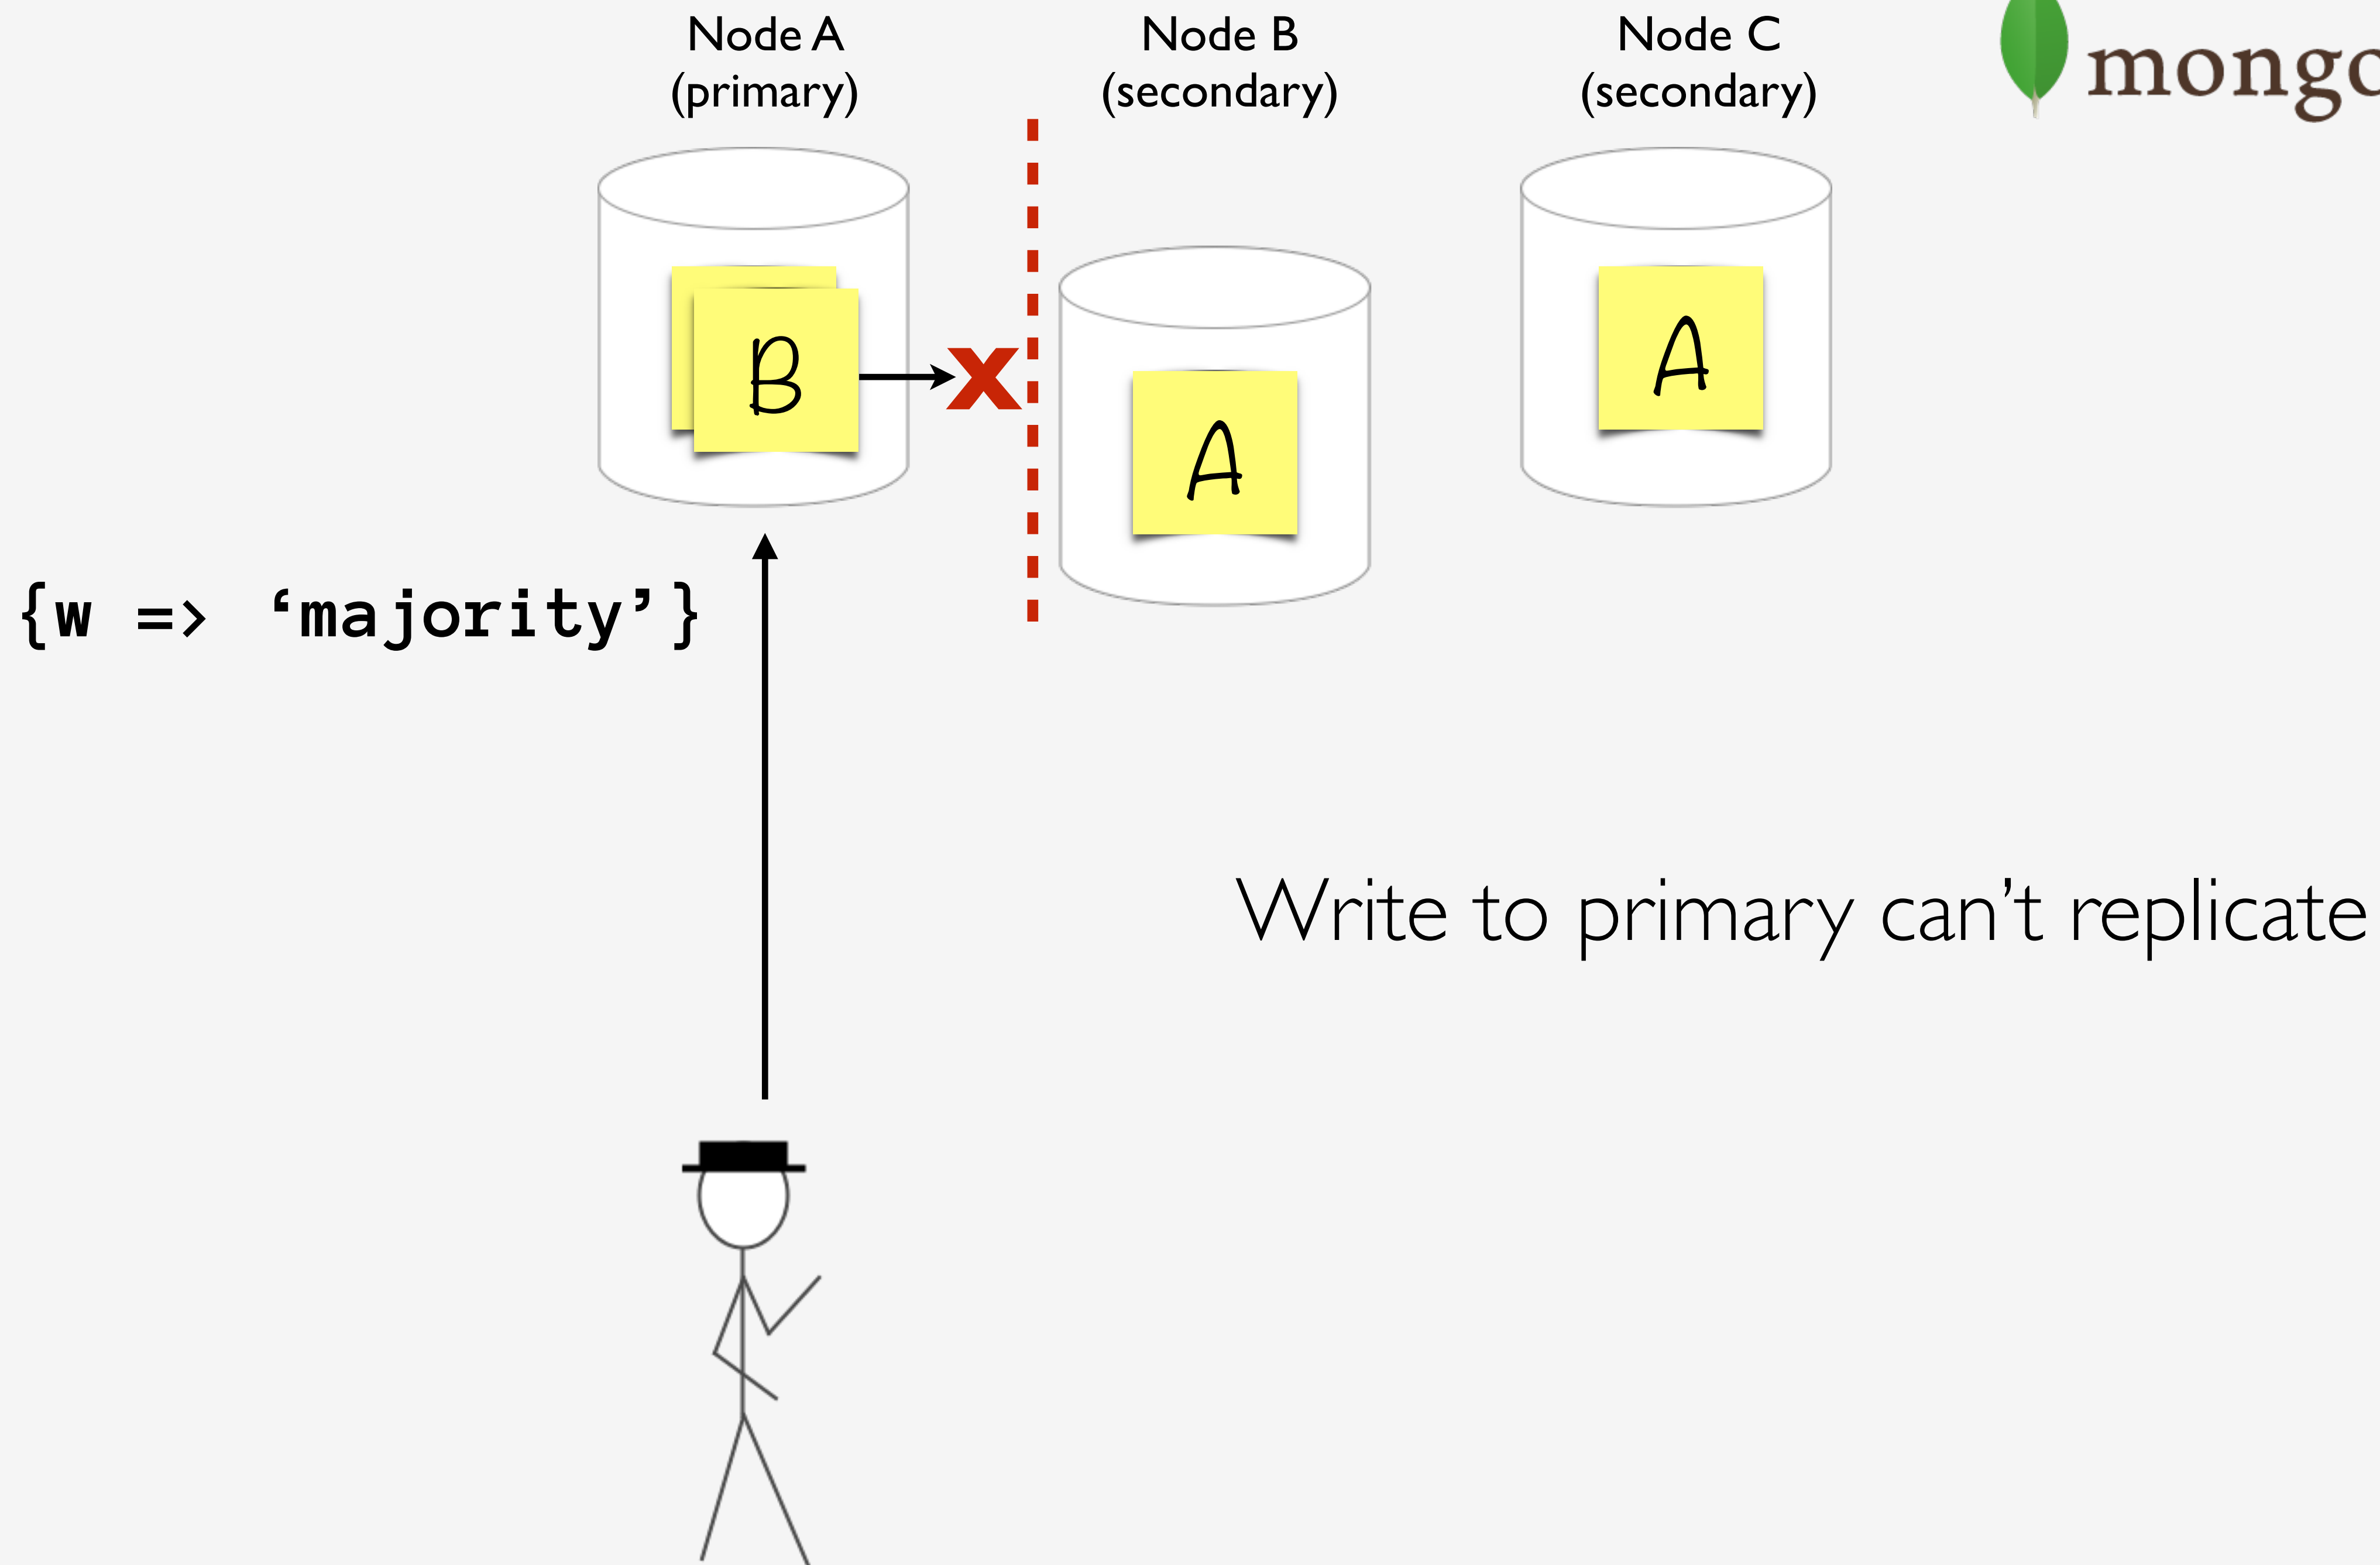 Node A
(primary)
Node B
(secondary)
Node C
(secondary)
mongo
B
A
A
X
{w => ‘majority’}
Write to primary can’t replicate